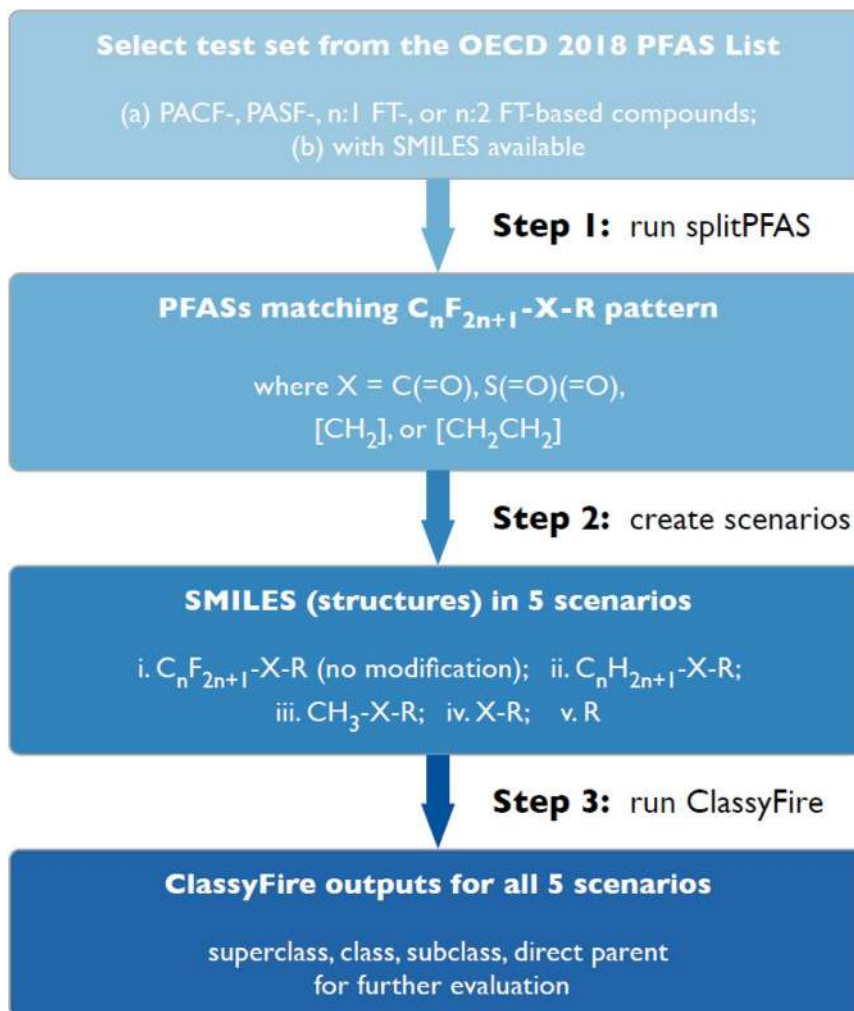 Select test set from the OECD 2018 PFAS List
(a) PACF-, PASF-, n:1 FT-, or n:2 FT-based compounds;
(b) with SMILES available
Step 1: run splitPFAS
PFASs matching CnF2n+1-X-R pattern
where X = C(=O), S(=O)(=O),
[CH2], or [CH2CH2]
Step 2: create scenarios
SMILES (structures) in 5 scenarios
i. CnF2n+1-X-R (no modification); ii. CnH2n+1-X-R;
iii. CH3-X-R; iv. X-R; v. R
Step 3: run ClassyFire
ClassyFire outputs for all 5 scenarios
superclass, class, subclass, direct parent
for further evaluation